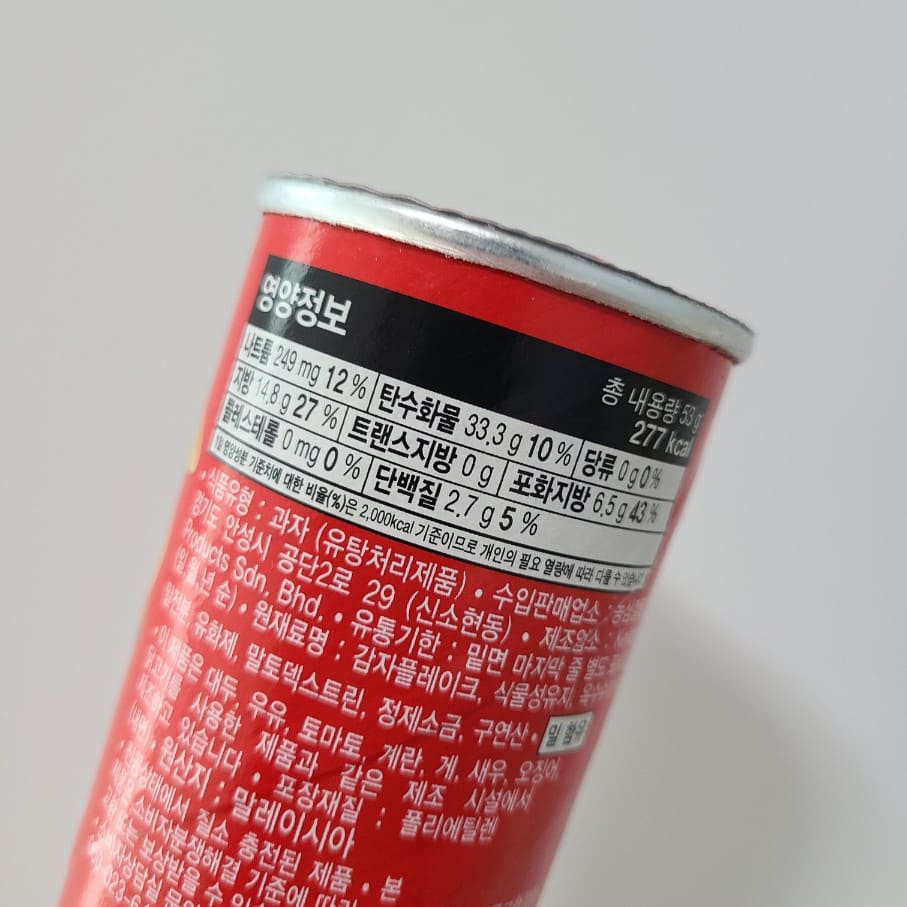 영양정보
총 내용량 53 g
277 kcal
나트륨 249 mg 12 % 탄수화물 33.3 g 10 % 당류 0 g 0 %
지방 14.8 g 27 % 트랜스지방 0 g 포화지방 6.5 g 43 %
콜레스테롤 0 mg 0 % 단백질 2.7 g 5 %
1일 영양성분 기준치에 대한 비율(%)은 2,000kcal 기준이므로 개인의 필요 열량에 따라 다를 수 있습니다
• 식품유형 : 과자 (유탕처리제품) • 수입판매업소 :
경기도 안성시 공단2로 29 (신소현동) • 제조업소 :
Products Sdn. Bhd. • 유통기한 : 밑면 마지막 줄 별도
(일, 월, 년 순) • 원재료명 : 감자플레이크, 식물성유지,
유화제, 말토덱스트린, 정제소금, 구연산 • 밀 함유
• 이 제품은 대두, 우유, 토마토, 계란, 게, 새우, 오징어,
사용한 제품과 같은 제조 시설에서
있습니다 • 포장재질 : 폴리에틸렌
• 원산지 : 말레이시아
질소 충전된 제품 • 본
소비자분쟁해결 기준에
보상받을 수